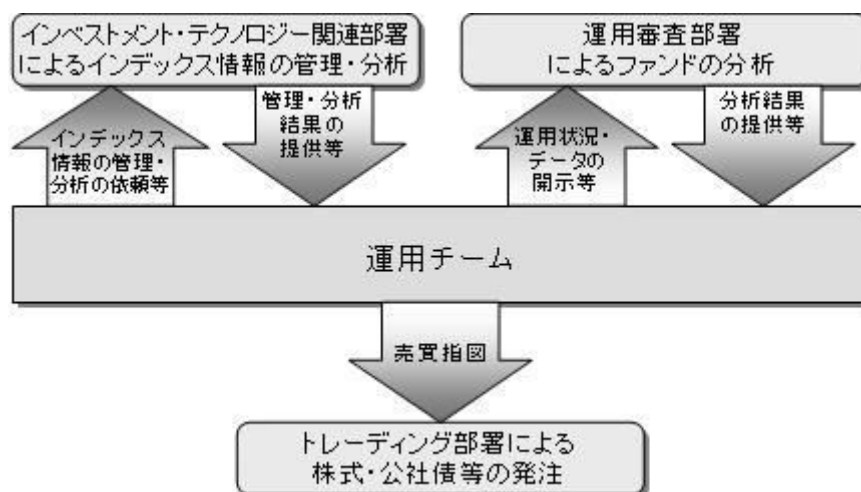 インベストメント・テクノロジー関連部署
によるインデックス情報の管理・分析
運用審査部署
によるファンドの分析
インデックス
情報の管理・
分析の依頼等
管理・分析
結果の
提供等
運用状況・
データの
開示等
分析結果
の提供等
運用チーム
売買指図
トレーディング部署による
株式・公社債等の発注